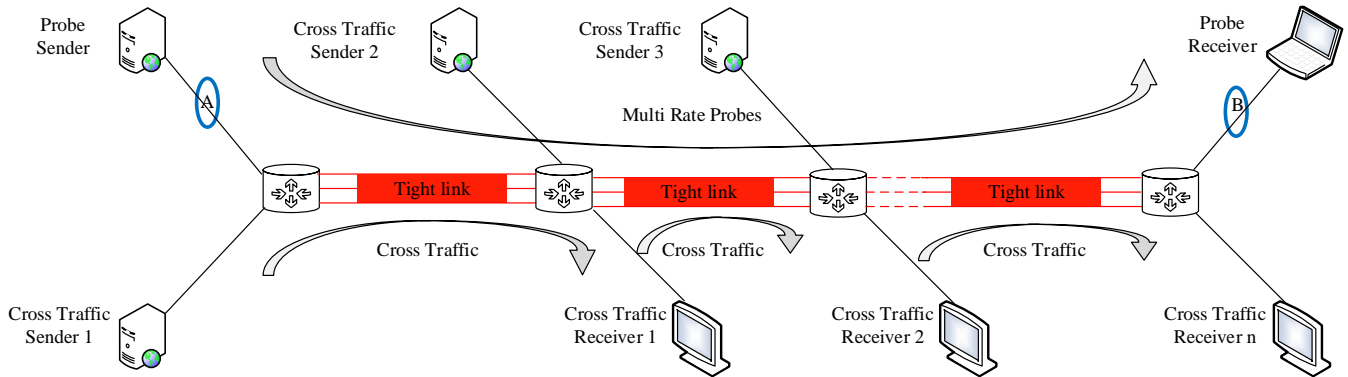 Probe
Sender
Cross Traffic
Sender 2
Cross Traffic
Sender 3
Probe
Receiver
A
B
Multi Rate Probes
Tight link
Tight link
Tight link
Cross Traffic
Cross Traffic
Cross Traffic
Cross Traffic
Sender 1
Cross Traffic
Receiver 1
Cross Traffic
Receiver 2
Cross Traffic
Receiver n